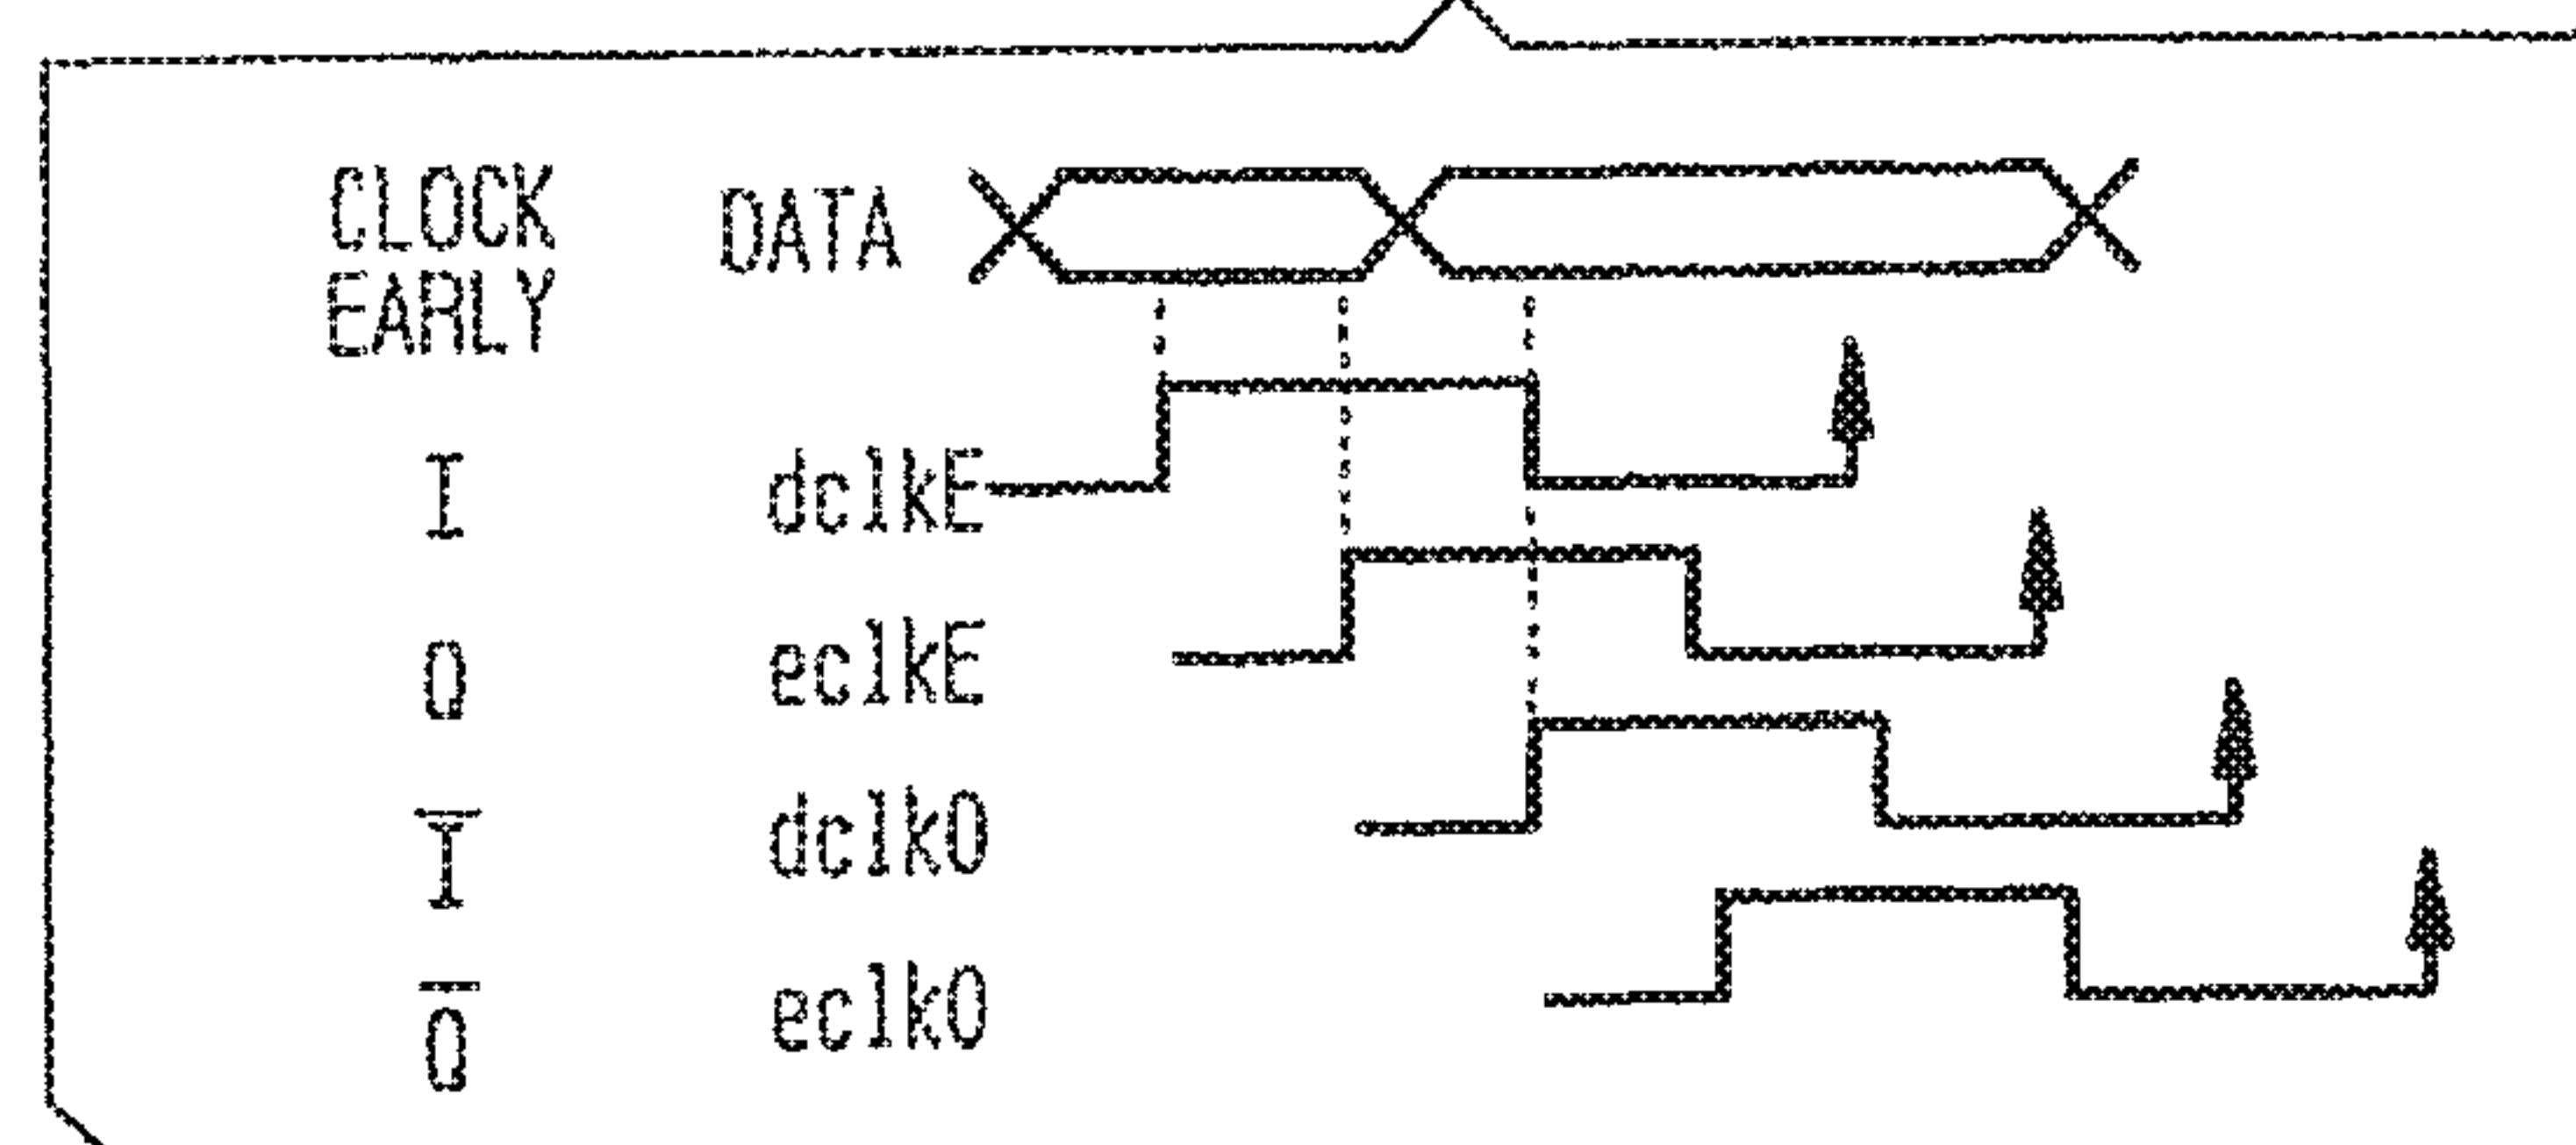 CLOCK
EARLY
DATA
I dclkE
Q eclkE
I̅ dclkO
Q̅ eclkO